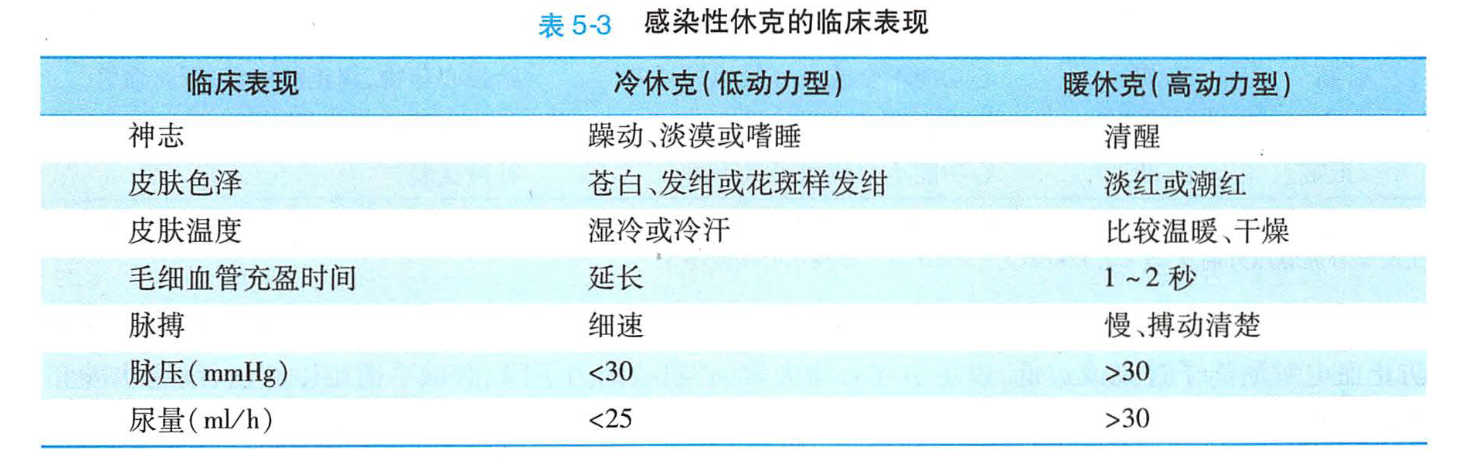 表 5-3 感染性休克的临床表现
临床表现 冷休克(低动力型) 暖休克(高动力型)
神志 躁动、淡漠或嗜睡 清醒
皮肤色泽 苍白、发绀或花斑样发绀 淡红或潮红
皮肤温度 湿冷或冷汗 比较温暖、干燥
毛细血管充盈时间 延长 1~2秒
脉搏 细速 慢、搏动清楚
脉压(mmHg) <30 >30
尿量(ml/h) <25 >30